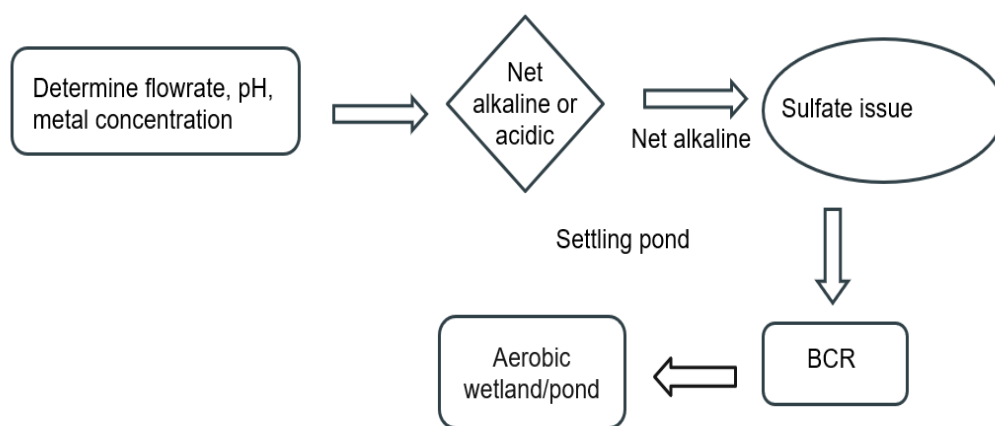 Determine flowrate, pH,
metal concentration
Net
alkaline or
acidic
Net alkaline
Sulfate issue
Settling pond
BCR
Aerobic
wetland/pond